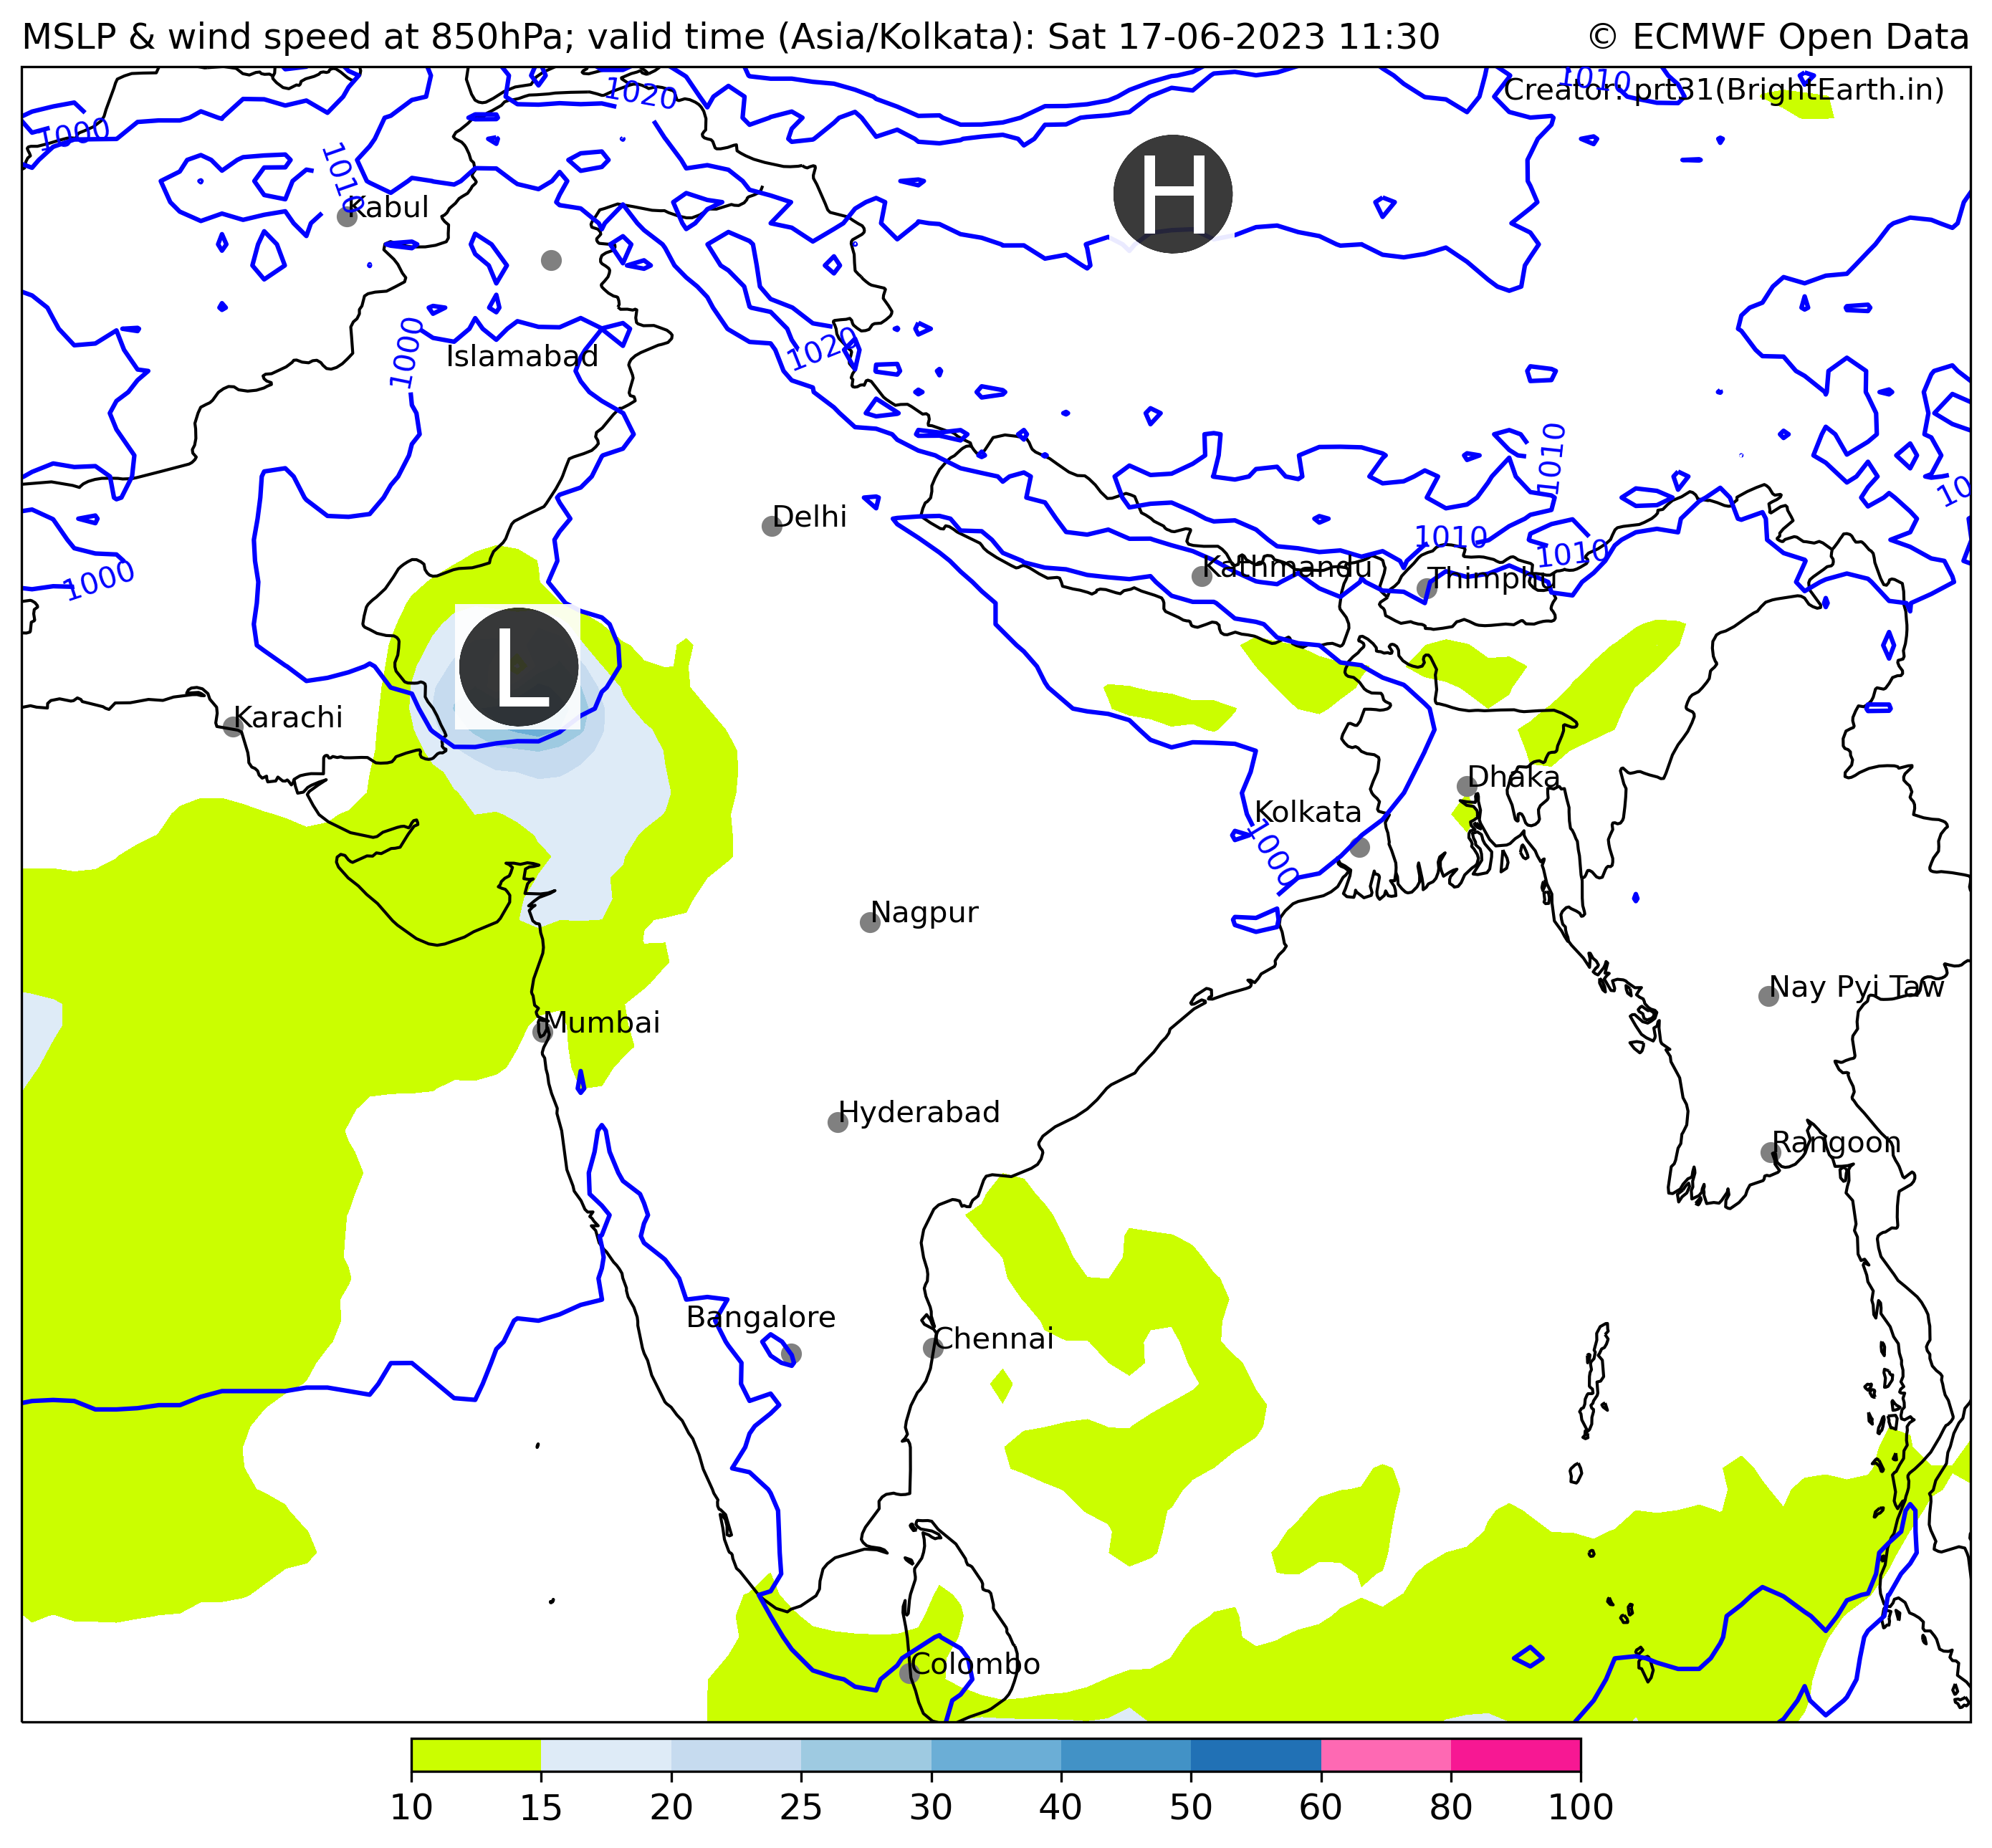 MSLP & wind speed at 850hPa; valid time (Asia/Kolkata): Sat 17-06-2023 11:30
© ECMWF Open Data
1020
1010
Creator: prt31(BrightEarth.in)
1000
H
1010
Kabul
1000
1020
Islamabad
1010
10
Delhi
1010
1010
1000
Kathmandu
Thimphu
L
Karachi
Dhaka
Kolkata
1000
Nagpur
Nay Pyi Taw
Mumbai
Hyderabad
Rangoon
Bangalore
Chennai
Colombo
10 15 20 25 30 40 50 60 80 100